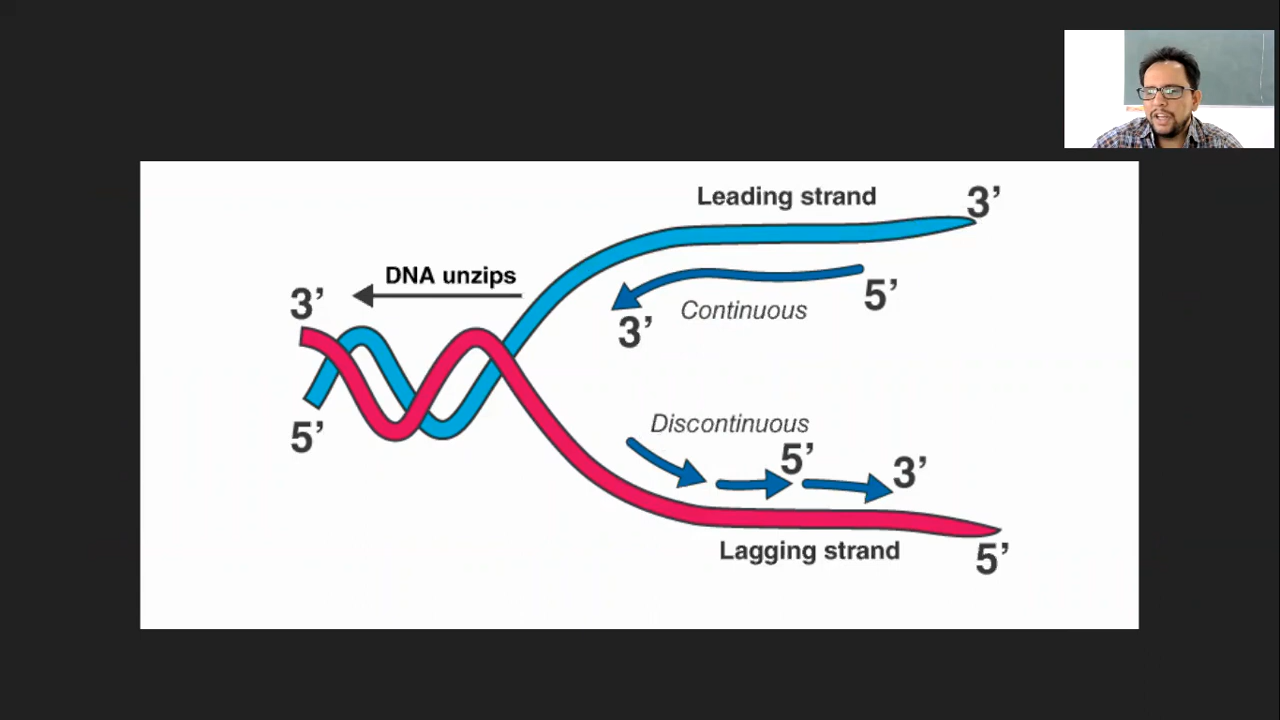 Leading strand
3’
DNA unzips
3’
5’
3’
Continuous
5’
Discontinuous
5’
3’
Lagging strand
5’